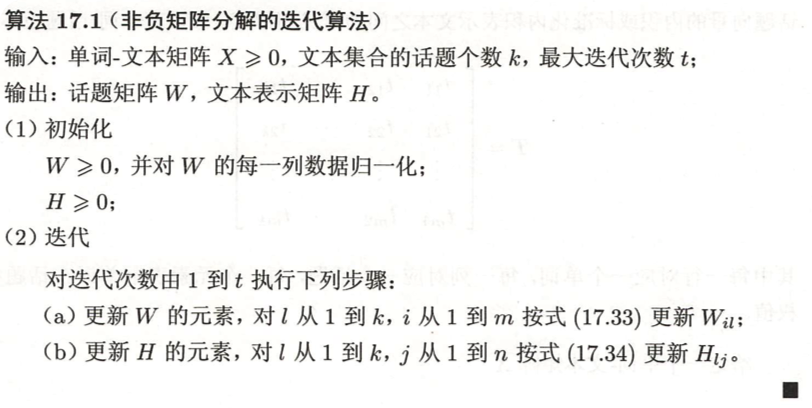 算法 17.1(非负矩阵分解的迭代算法)
输入:单词-文本矩阵 X ⩾ 0,文本集合的话题个数 k,最大迭代次数 t;
输出:话题矩阵 W,文本表示矩阵 H。
(1)初始化
W ⩾ 0,并对 W 的每一列数据归一化;
H ⩾ 0;
(2)迭代
对迭代次数由 1 到 t 执行下列步骤:
(a)更新 W 的元素,对 l 从 1 到 k,i 从 1 到 m 按式 (17.33) 更新 W_{il};
(b)更新 H 的元素,对 l 从 1 到 k,j 从 1 到 n 按式 (17.34) 更新 H_{lj}。